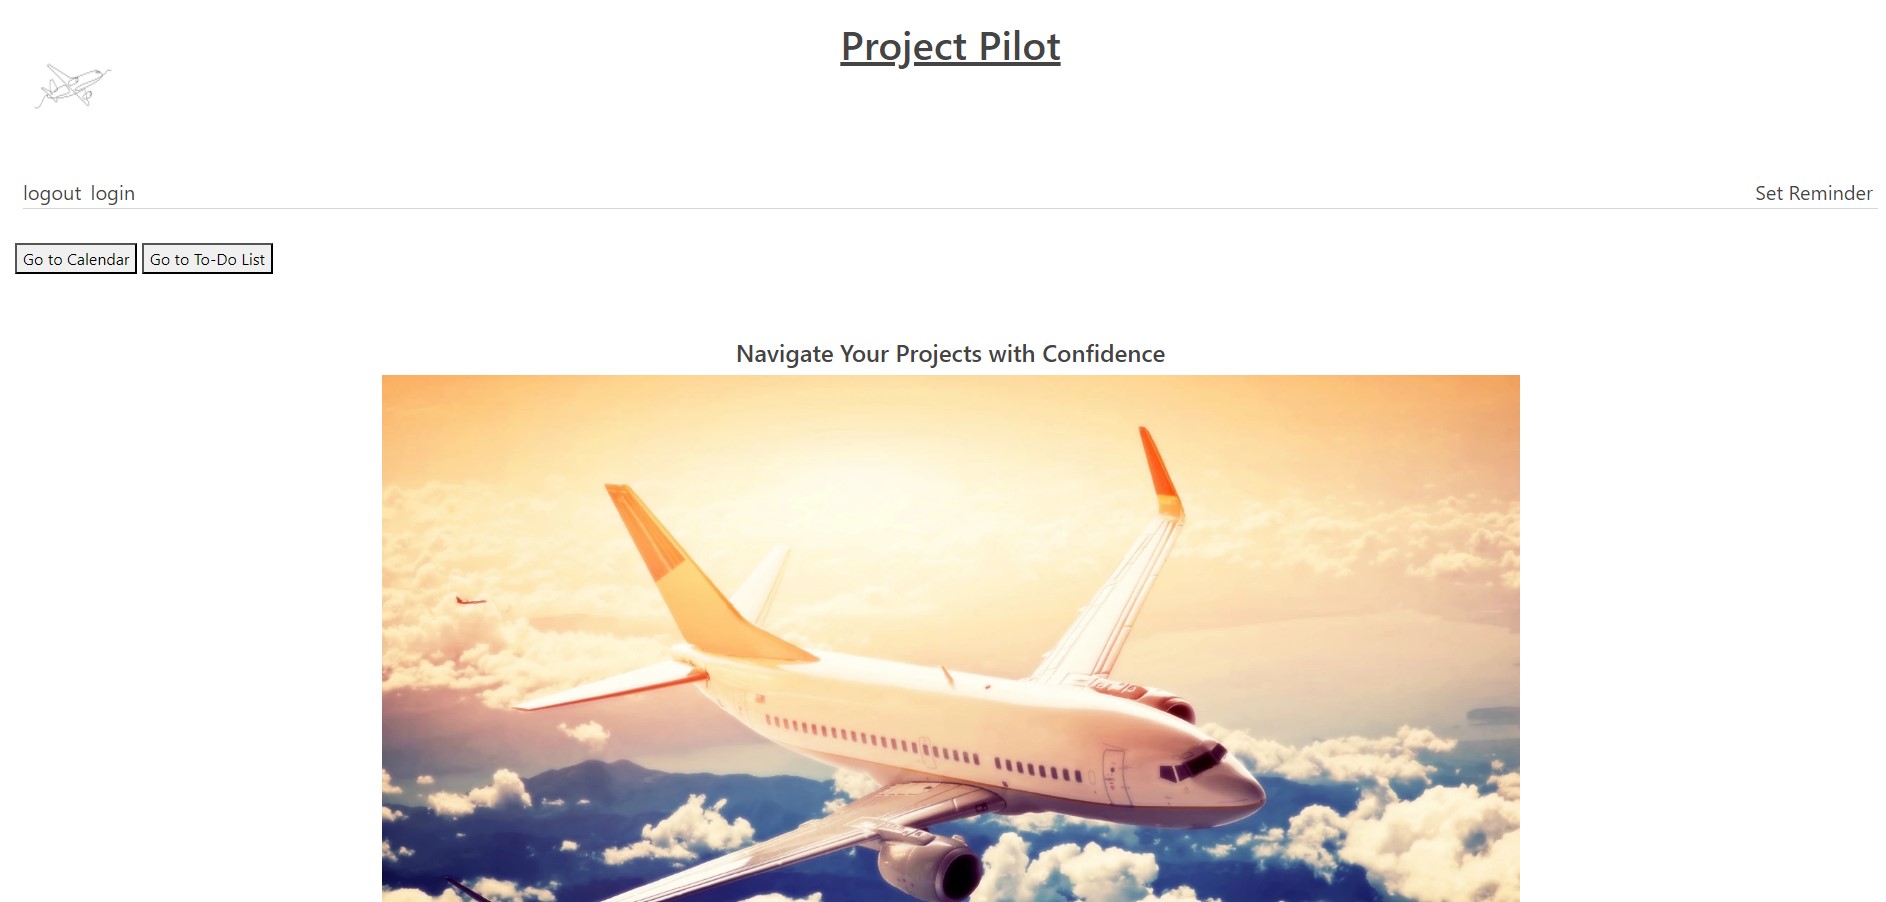 Project Pilot
logout login
Set Reminder
Go to Calendar
Go to To-Do List
Navigate Your Projects with Confidence